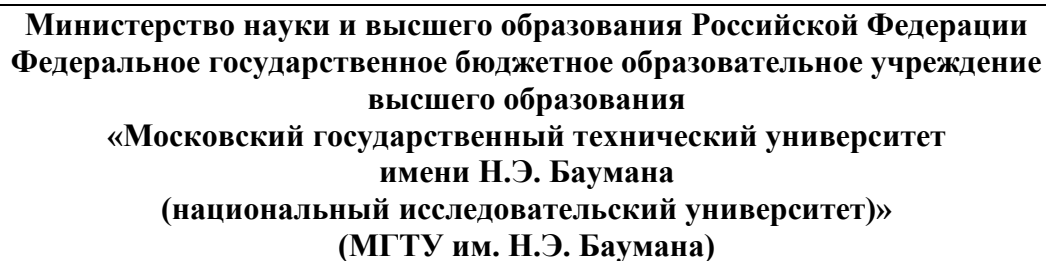 Министерство науки и высшего образования Российской Федерации
Федеральное государственное бюджетное образовательное учреждение
высшего образования
«Московский государственный технический университет
имени Н.Э. Баумана
(национальный исследовательский университет)»
(МГТУ им. Н.Э. Баумана)